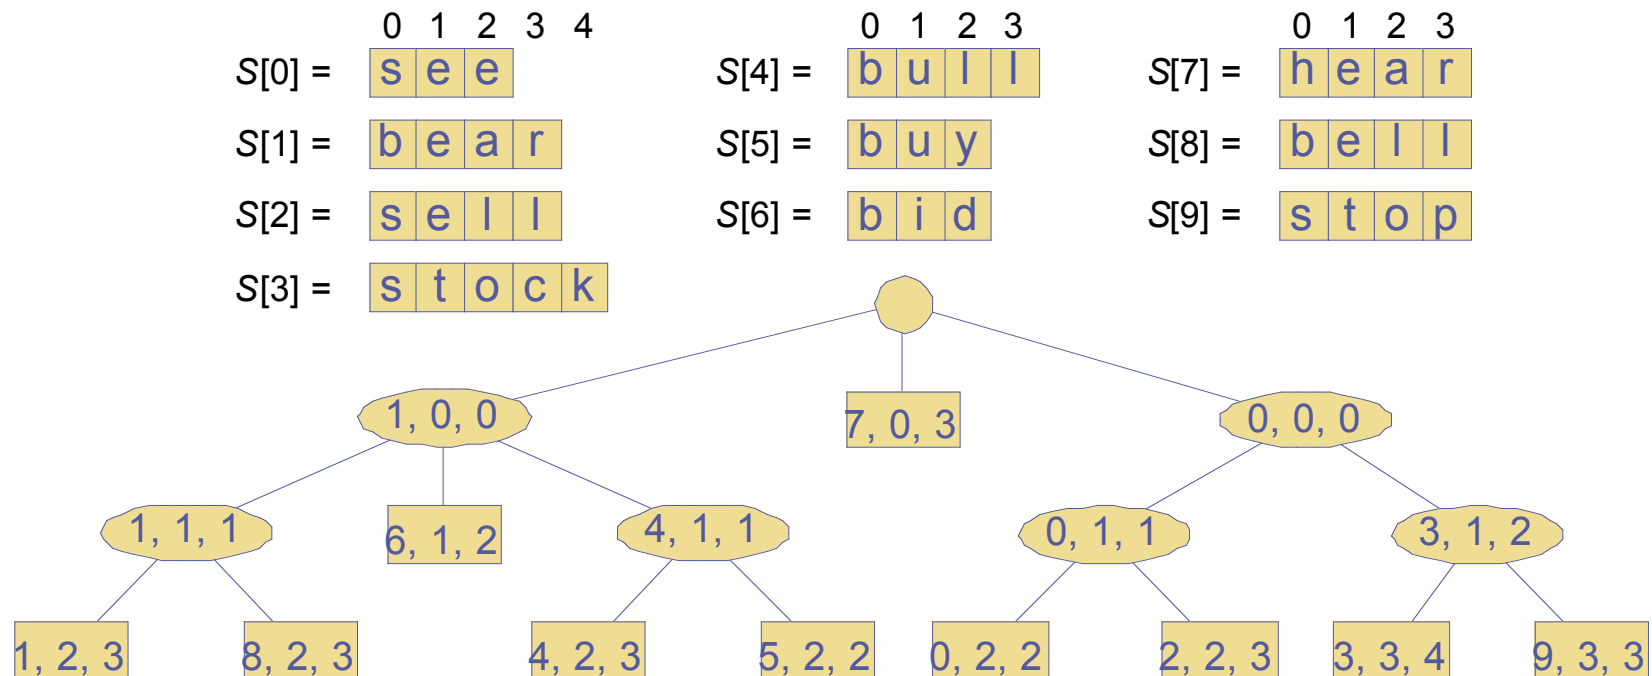 0 1 2 3 4 0 1 2 3 0 1 2 3
S[0] = s e e S[4] = b u l l S[7] = h e a r
S[1] = b e a r S[5] = b u y S[8] = b e l l
S[2] = s e l l S[6] = b i d S[9] = s t o p
S[3] = s t o c k
1, 0, 0 7, 0, 3 0, 0, 0
1, 1, 1 6, 1, 2 4, 1, 1 0, 1, 1 3, 1, 2
1, 2, 3 8, 2, 3 4, 2, 3 5, 2, 2 0, 2, 2 2, 2, 3 3, 3, 4 9, 3, 3